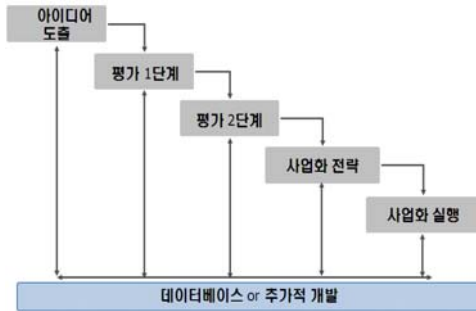 아이디어
도출
평가 1단계
평가 2단계
사업화 전략
사업화 실행
데이터베이스 or 추가적 개발